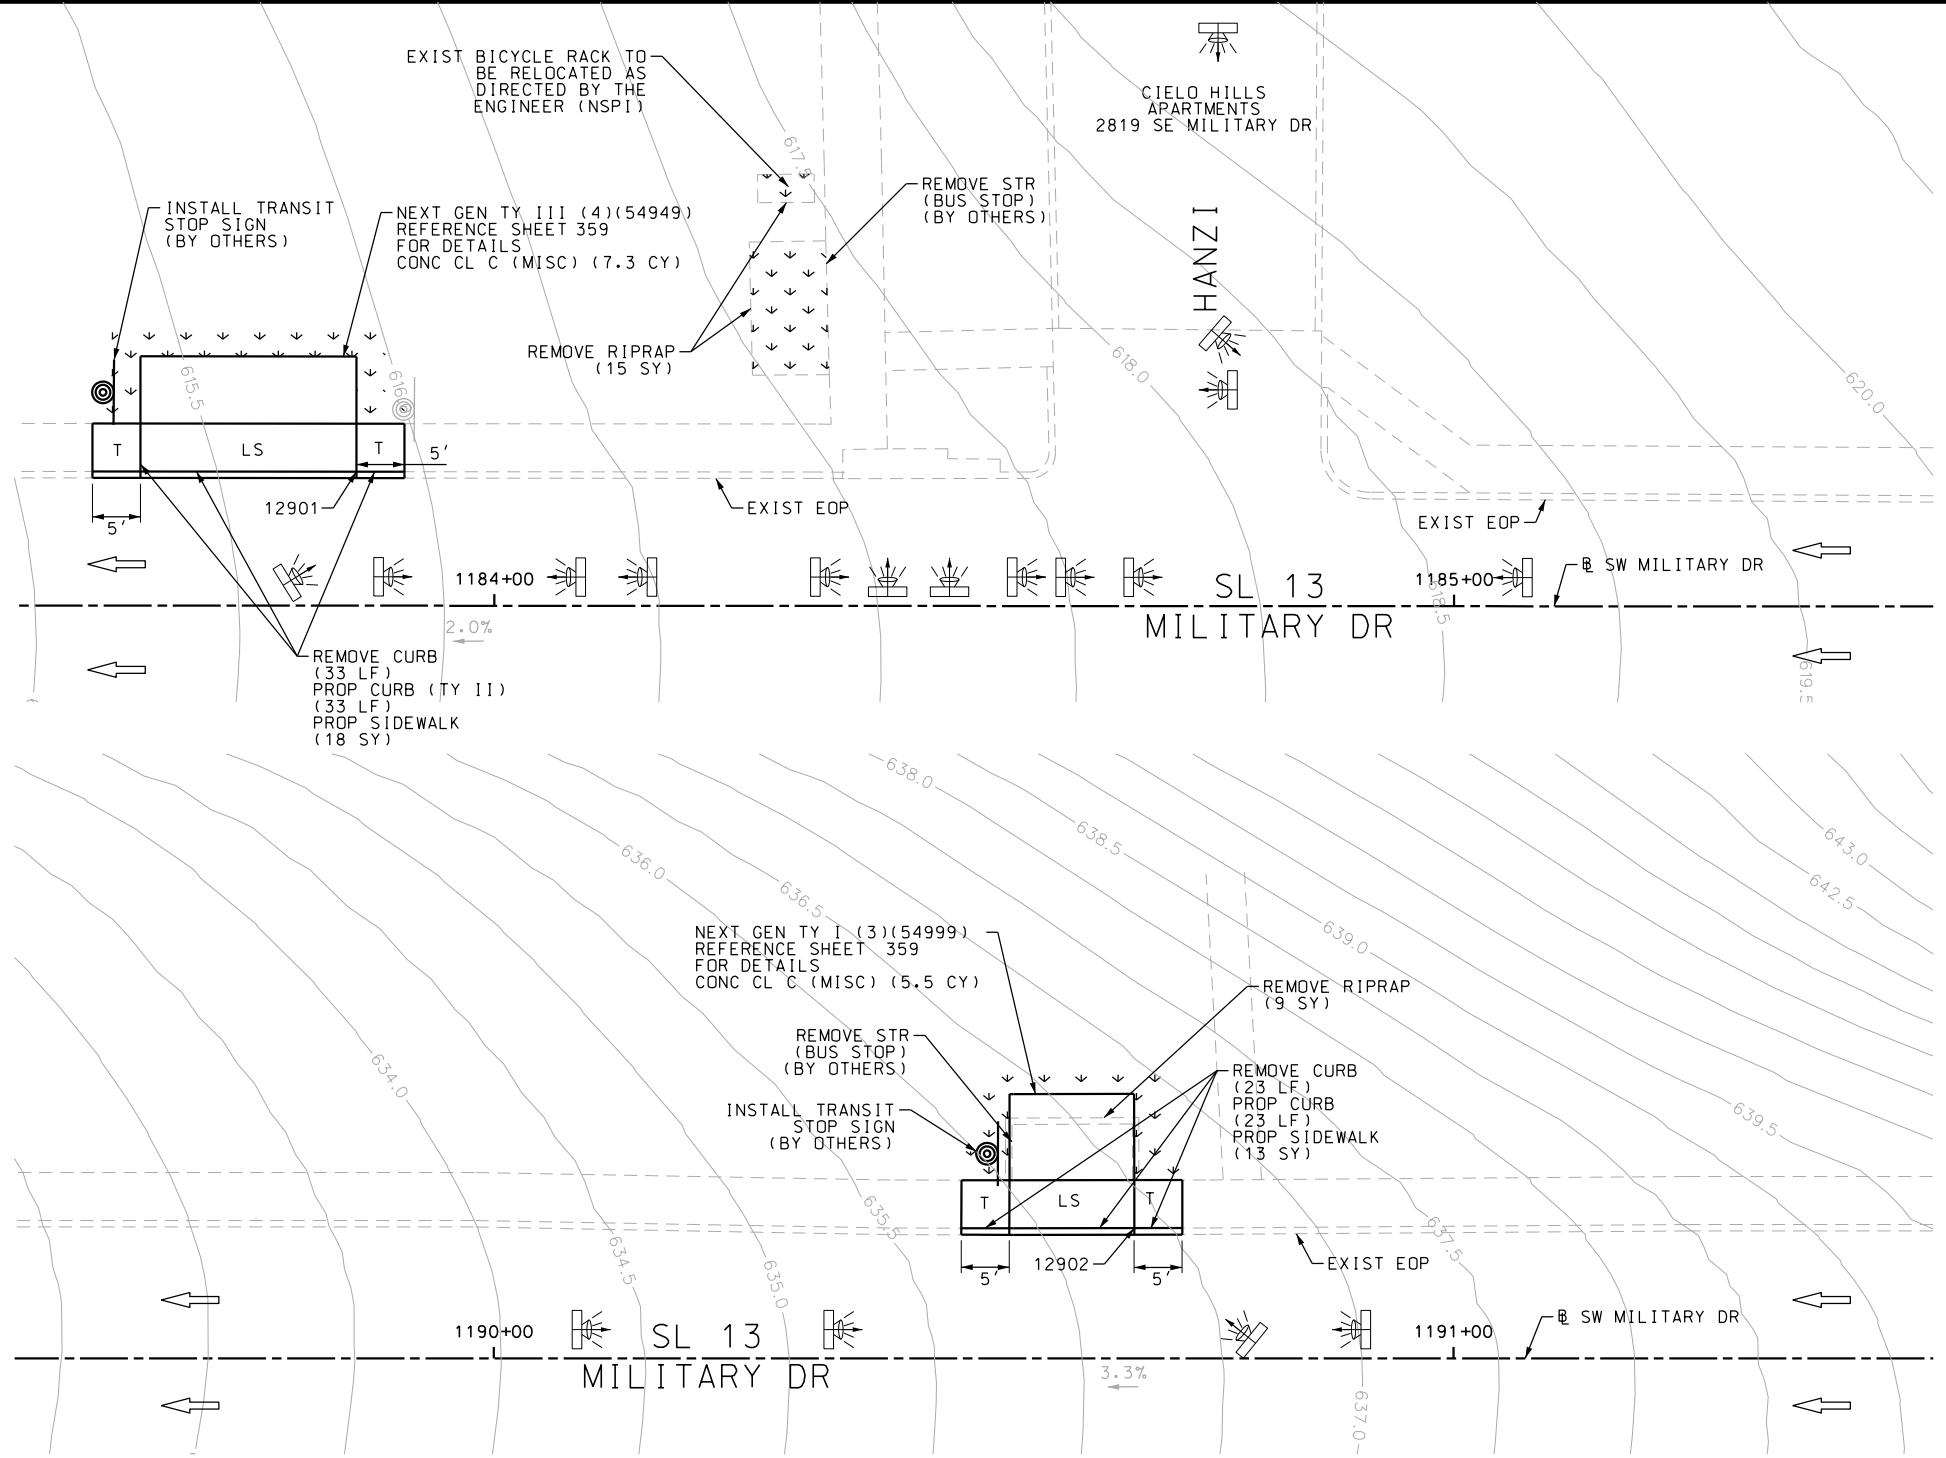 EXIST BICYCLE RACK TO
BE RELOCATED AS
DIRECTED BY THE
ENGINEER (NSPI)
CIELO HILLS
APARTMENTS
2819 SE MILITARY DR
617.5
INSTALL TRANSIT
STOP SIGN
(BY OTHERS)
NEXT GEN TY III (4)(54949)
REFERENCE SHEET 359
FOR DETAILS
CONC CL C (MISC) (7.3 CY)
REMOVE STR
(BUS STOP)
(BY OTHERS)
HANZI
REMOVE RIPRAP
(15 SY)
615.5
616
618.0
620.0
T
LS
T
5'
12901
5'
EXIST EOP
EXIST EOP
1184+00
SL 13
MILITARY DR
1185+00
618.5
℄ SW MILITARY DR
2.0%
619.5
REMOVE CURB
(33 LF)
PROP CURB (TY II)
(33 LF)
PROP SIDEWALK
(18 SY)
638.0
638.5
636.0
636.5
639.0
643.0
642.5
NEXT GEN TY I (3)(54999)
REFERENCE SHEET 359
FOR DETAILS
CONC CL C (MISC) (5.5 CY)
REMOVE RIPRAP
(9 SY)
REMOVE STR
(BUS STOP)
(BY OTHERS)
634.0
INSTALL TRANSIT
STOP SIGN
(BY OTHERS)
REMOVE CURB
(23 LF)
PROP CURB
(23 LF)
PROP SIDEWALK
(13 SY)
639.5
T
LS
T
635.5
637.5
634.5
635.0
5'
12902
5'
EXIST EOP
1190+00
SL 13
MILITARY DR
1191+00
℄ SW MILITARY DR
3.3%
637.0